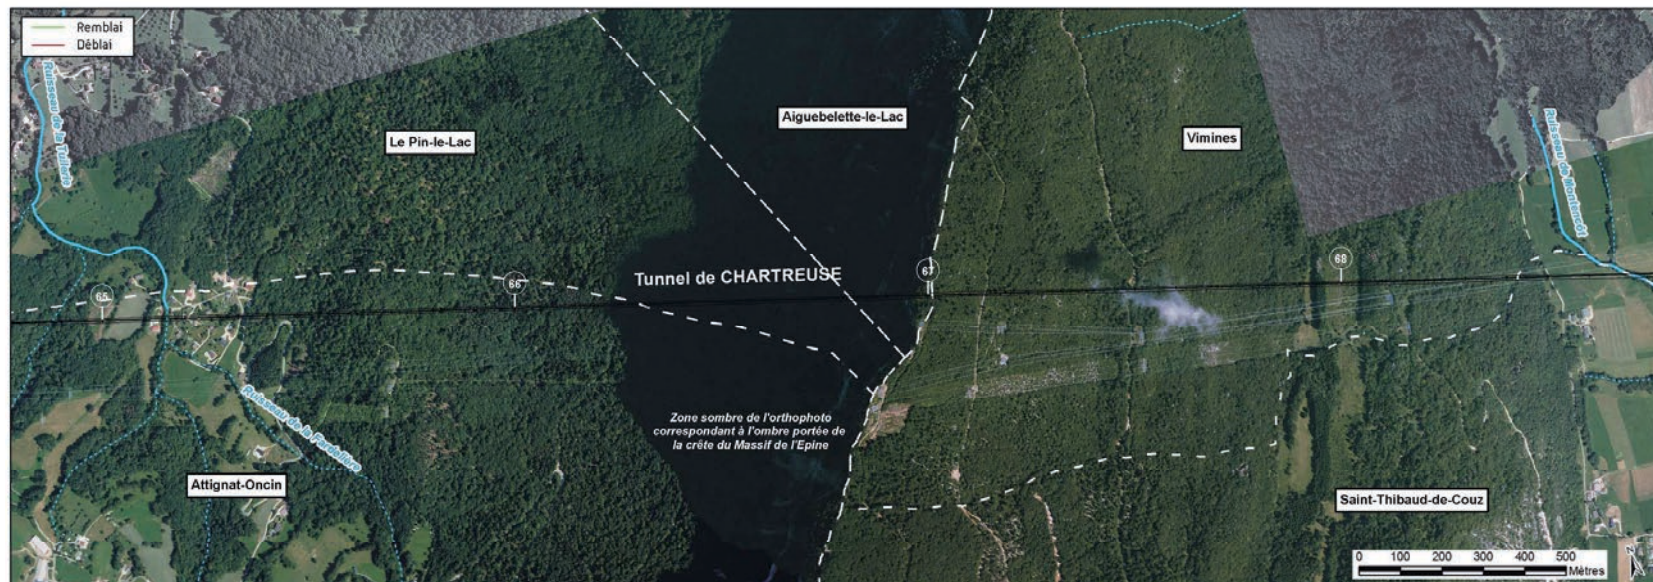 Remblai
Déblai
Ruisseau de la Tuilerie
Le Pin-le-Lac
Aiguebelette-le-Lac
Vimines
Ruisseau de Montencôt
65
66
Tunnel de CHARTREUSE
67
68
Ruisseau de la Fardelière
Zone sombre de l'orthophoto
correspondant à l'ombre portée de
la crête du Massif de l'Epine
Attignat-Oncin
Saint-Thibaud-de-Couz
0 100 200 300 400 500
Mètres
N